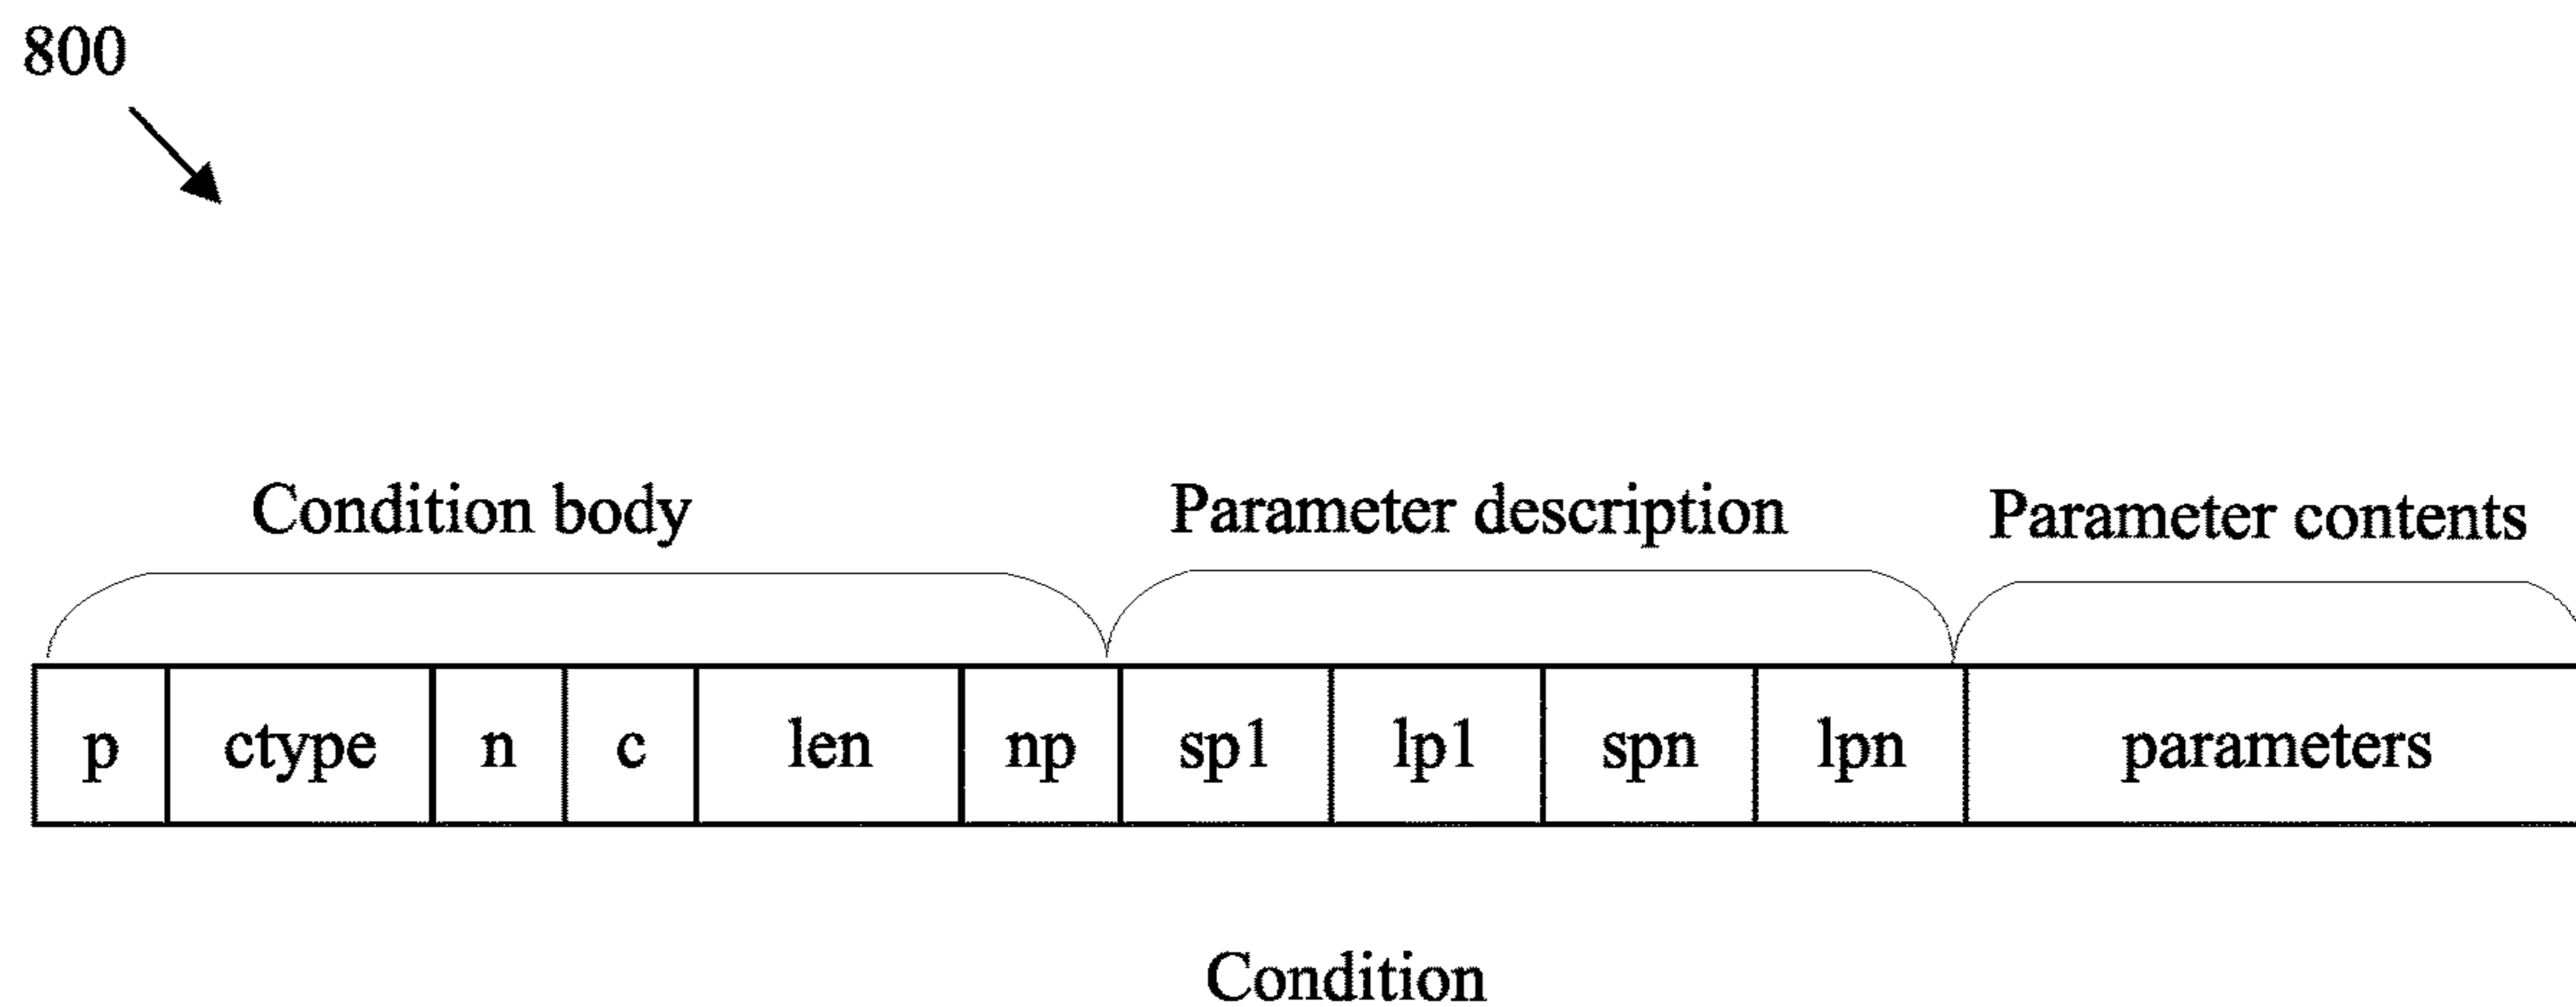 800
Condition body Parameter description Parameter contents
p ctype n c len np sp1 lp1 spn lpn parameters
Condition